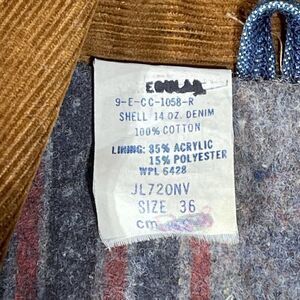 9-E-CC-1058-R
SHELL 14 OZ. DENIM
100% COTTON
LINING: 85% ACRYLIC
15% POLYESTER
WPL 6428
JL720NV
SIZE 36
cm